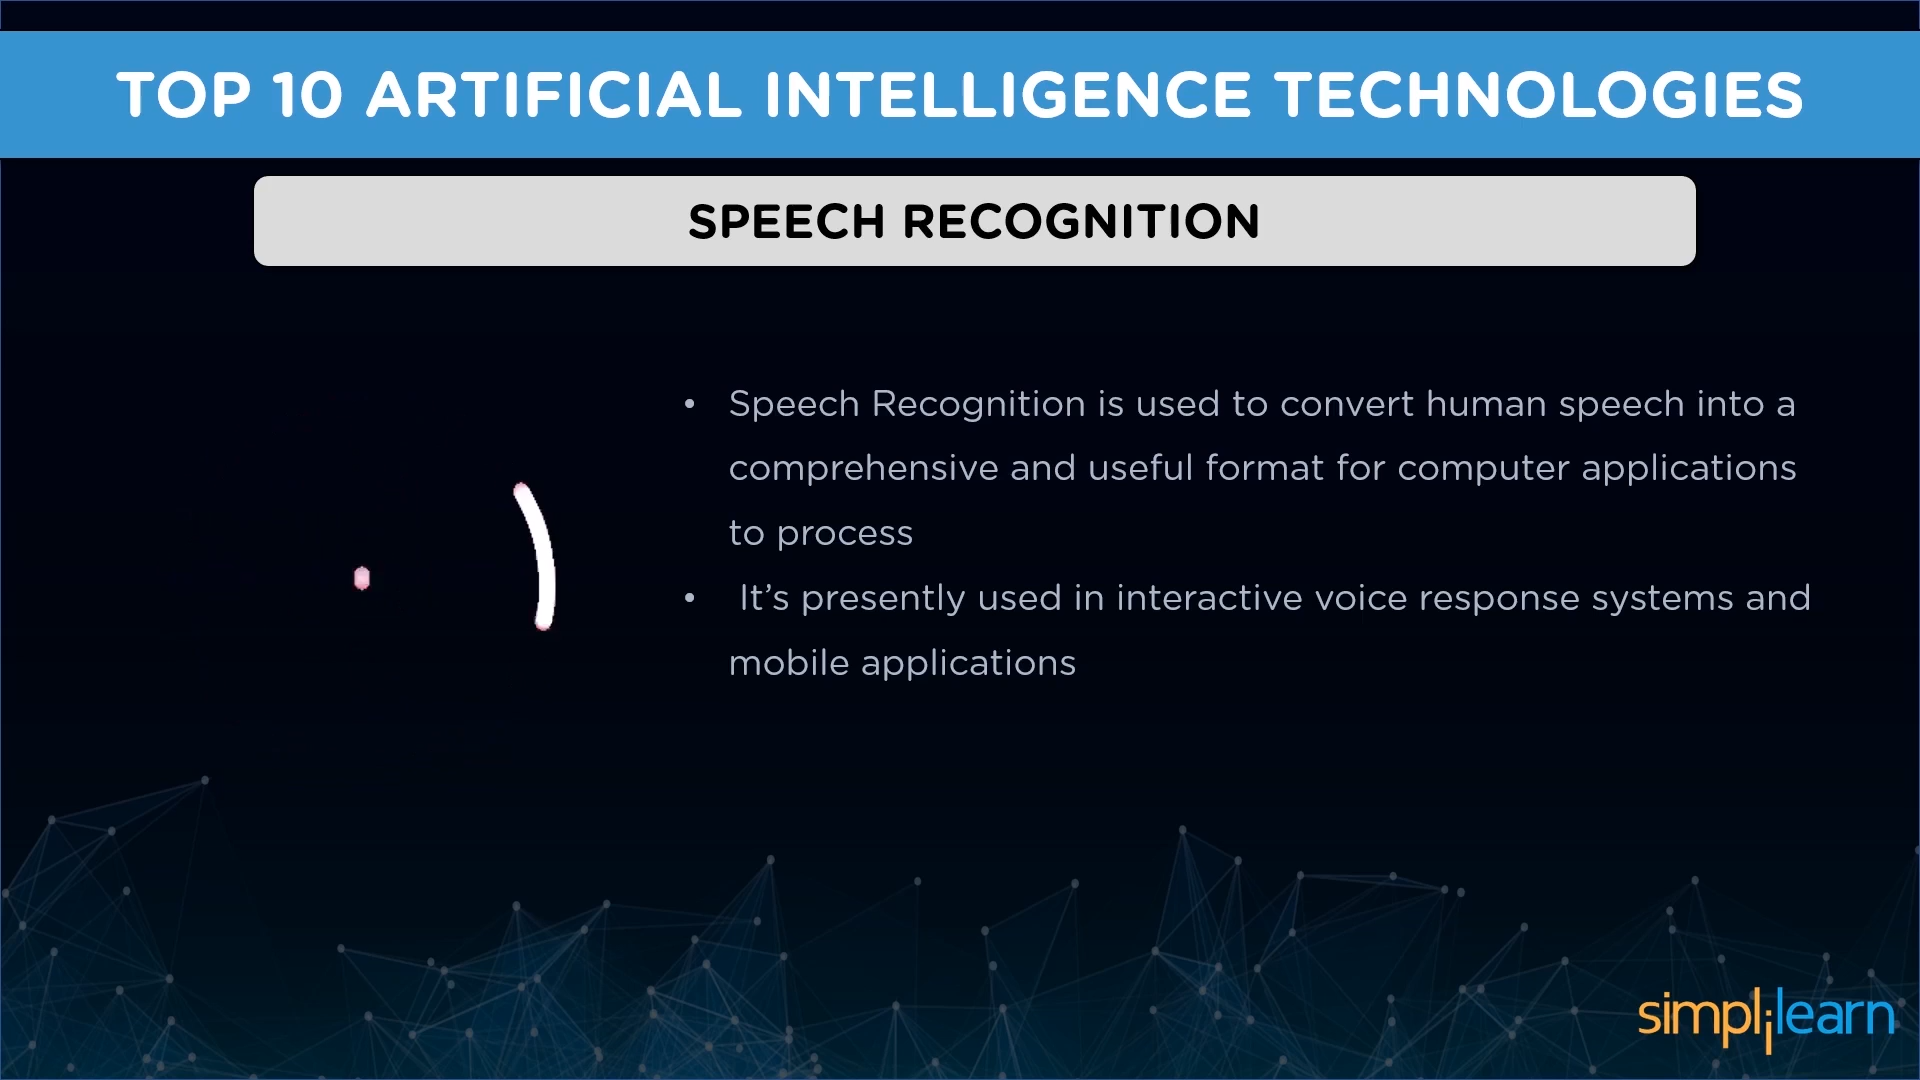 TOP 10 ARTIFICIAL INTELLIGENCE TECHNOLOGIES
SPEECH RECOGNITION
• Speech Recognition is used to convert human speech into a
comprehensive and useful format for computer applications
to process
• It’s presently used in interactive voice response systems and
mobile applications
simplilearn